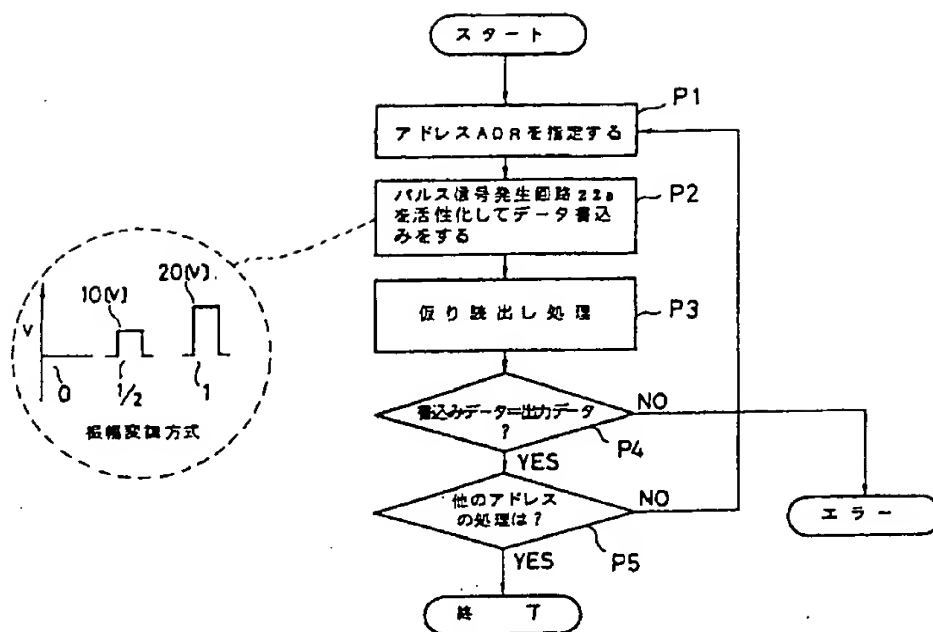 スタート
P1
アドレスADRを指定する
パルス信号発生回路22a
を活性化してデータ書込
みをする
P2
仮り読出し処理
P3
20(V)
10(V)
V
0
1/2
1
振幅変調方式
書込みデータ=出力データ
?
NO
P4
YES
他のアドレス
の処理は?
NO
P5
YES
エラー
終了